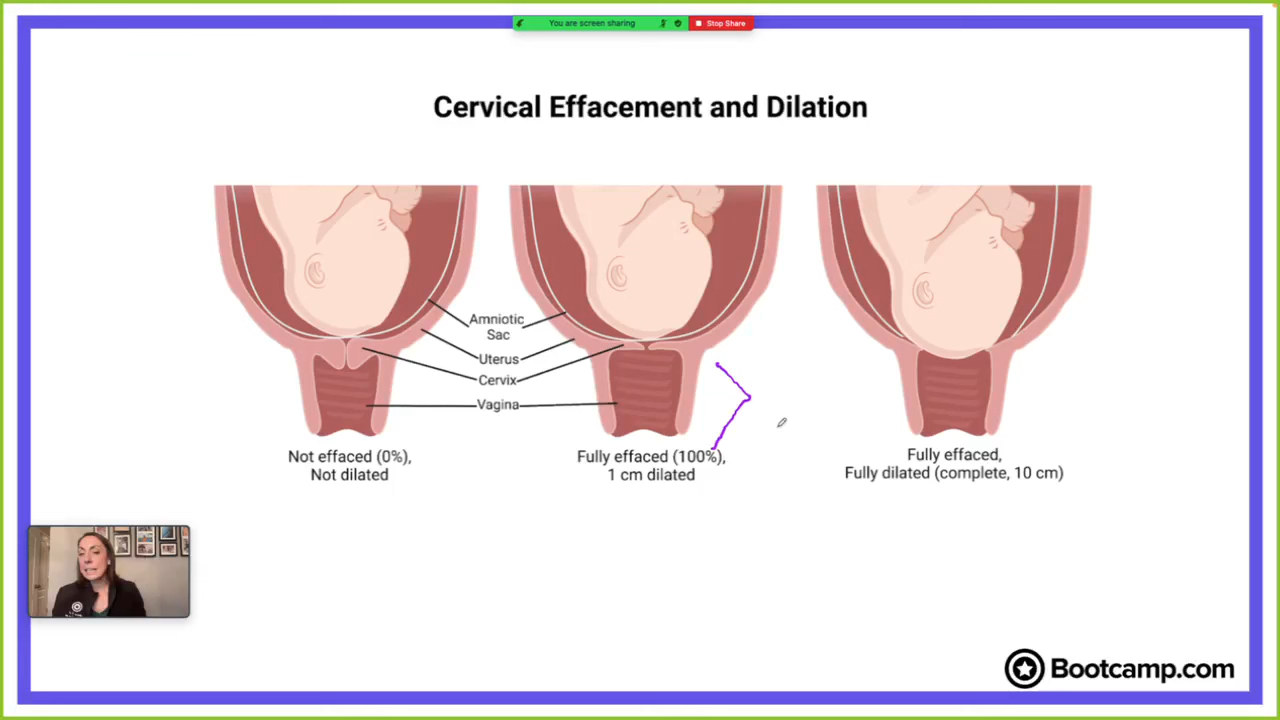 You are screen sharing
Stop Share
Cervical Effacement and Dilation
Amniotic
Sac
Uterus
Cervix
Vagina
Not effaced (0%),
Not dilated
Fully effaced (100%),
1 cm dilated
Fully effaced,
Fully dilated (complete, 10 cm)
Bootcamp.com